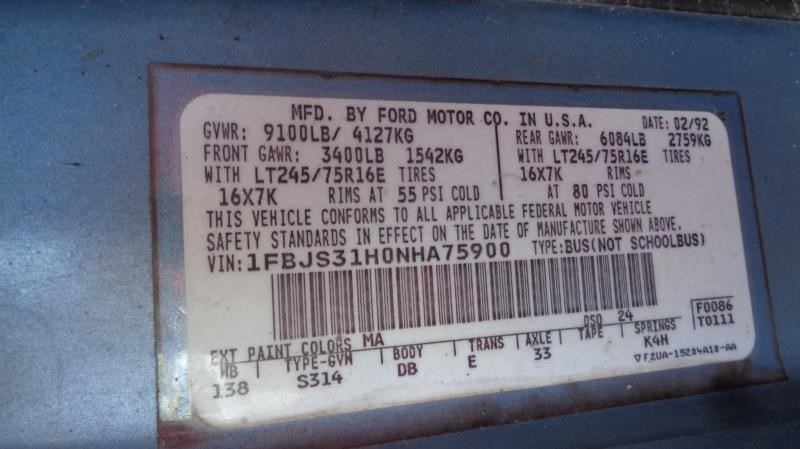 MFD. BY FORD MOTOR CO. IN U.S.A.
DATE: 02/92
GVWR: 9100LB/ 4127KG
FRONT GAWR: 3400LB 1542KG
WITH LT245/75R16E TIRES
16X7K RIMS AT 55 PSI COLD
REAR GAWR: 6084LB 2759KG
WITH LT245/75R16E TIRES
16X7K RIMS
AT 80 PSI COLD
THIS VEHICLE CONFORMS TO ALL APPLICABLE FEDERAL MOTOR VEHICLE
SAFETY STANDARDS IN EFFECT ON THE DATE OF MANUFACTURE SHOWN ABOVE.
VIN:1FBJS31H0NHA75900 TYPE:BUS(NOT SCHOOLBUS)
EXT PAINT COLORS MA DSO 24
WB TYPE-GVM BODY TRANS AXLE TAPE SPRINGS
138 S314 DB E 33 K4H
F0086
T0111
▽F2UA-15204A10-AA